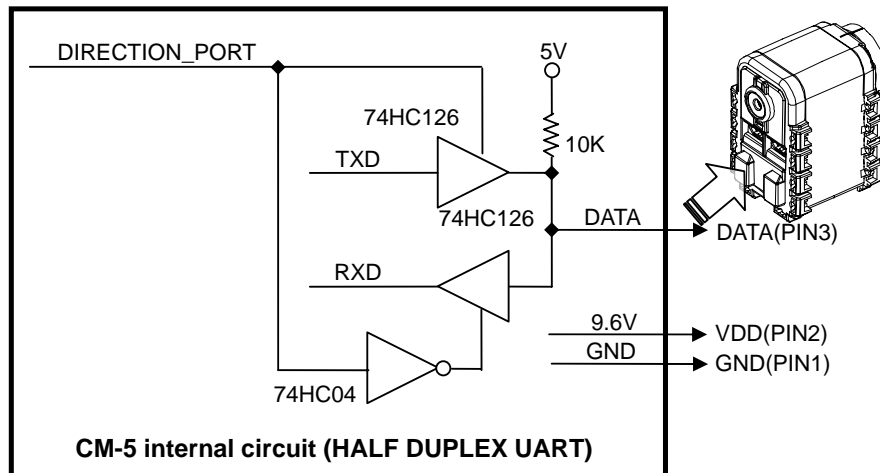 DIRECTION_PORT
5V
74HC126
10K
TXD
74HC126
DATA
DATA(PIN3)
RXD
9.6V
VDD(PIN2)
GND
GND(PIN1)
74HC04
CM-5 internal circuit (HALF DUPLEX UART)